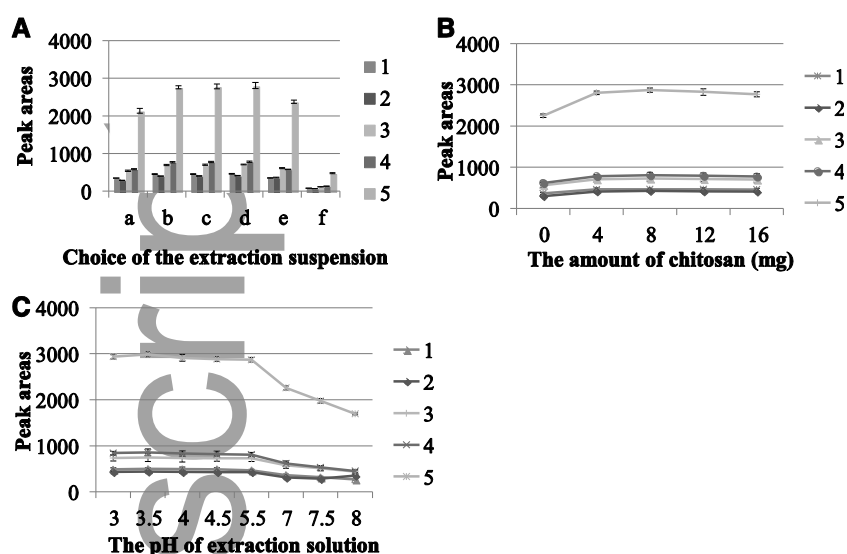 A
4000
3000
2000
1000
0
Peak areas
a b c d e f
Choice of the extraction suspension
1
2
3
4
5
B
4000
3000
2000
1000
0
Peak areas
0 4 8 12 16
The amount of chitosan (mg)
1
2
3
4
5
C
4000
3000
2000
1000
0
Peak areas
3 3.5 4 4.5 5.5 7 7.5 8
The pH of extraction solution
1
2
3
4
5
scrip